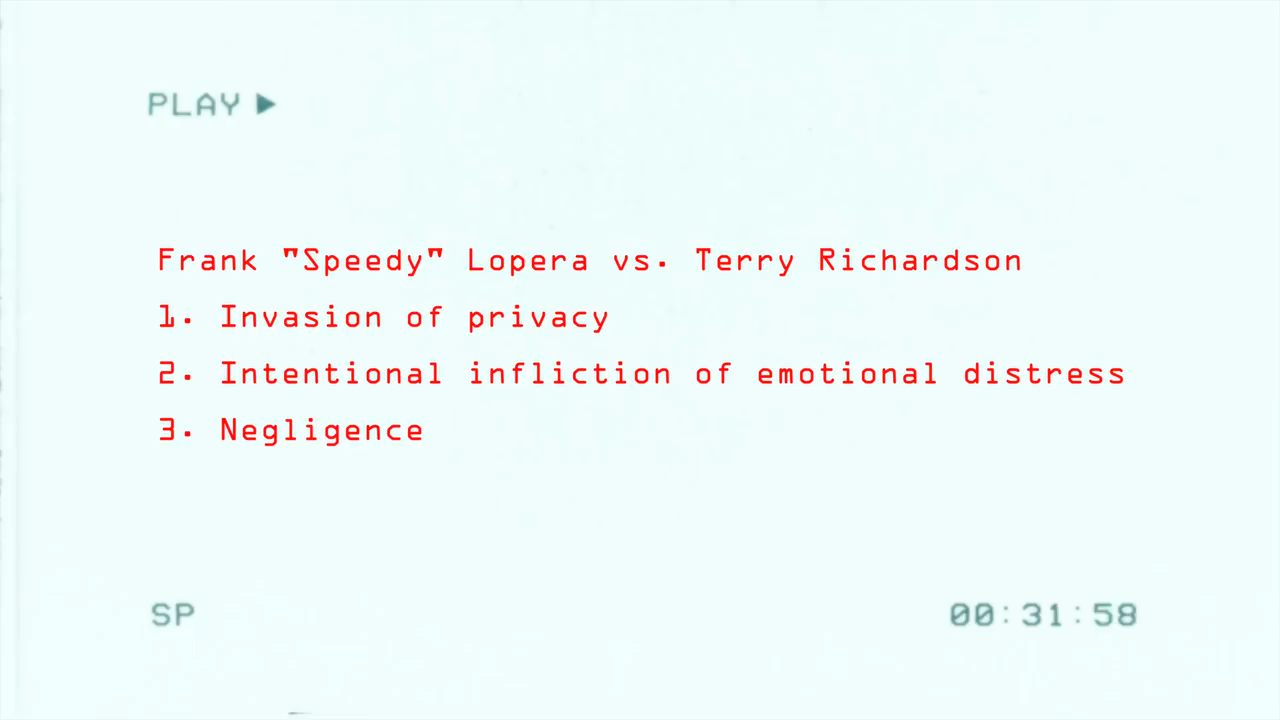 PLAY ▶
Frank "Speedy" Lopera vs. Terry Richardson
1. Invasion of privacy
2. Intentional infliction of emotional distress
3. Negligence
SP
00:31:58